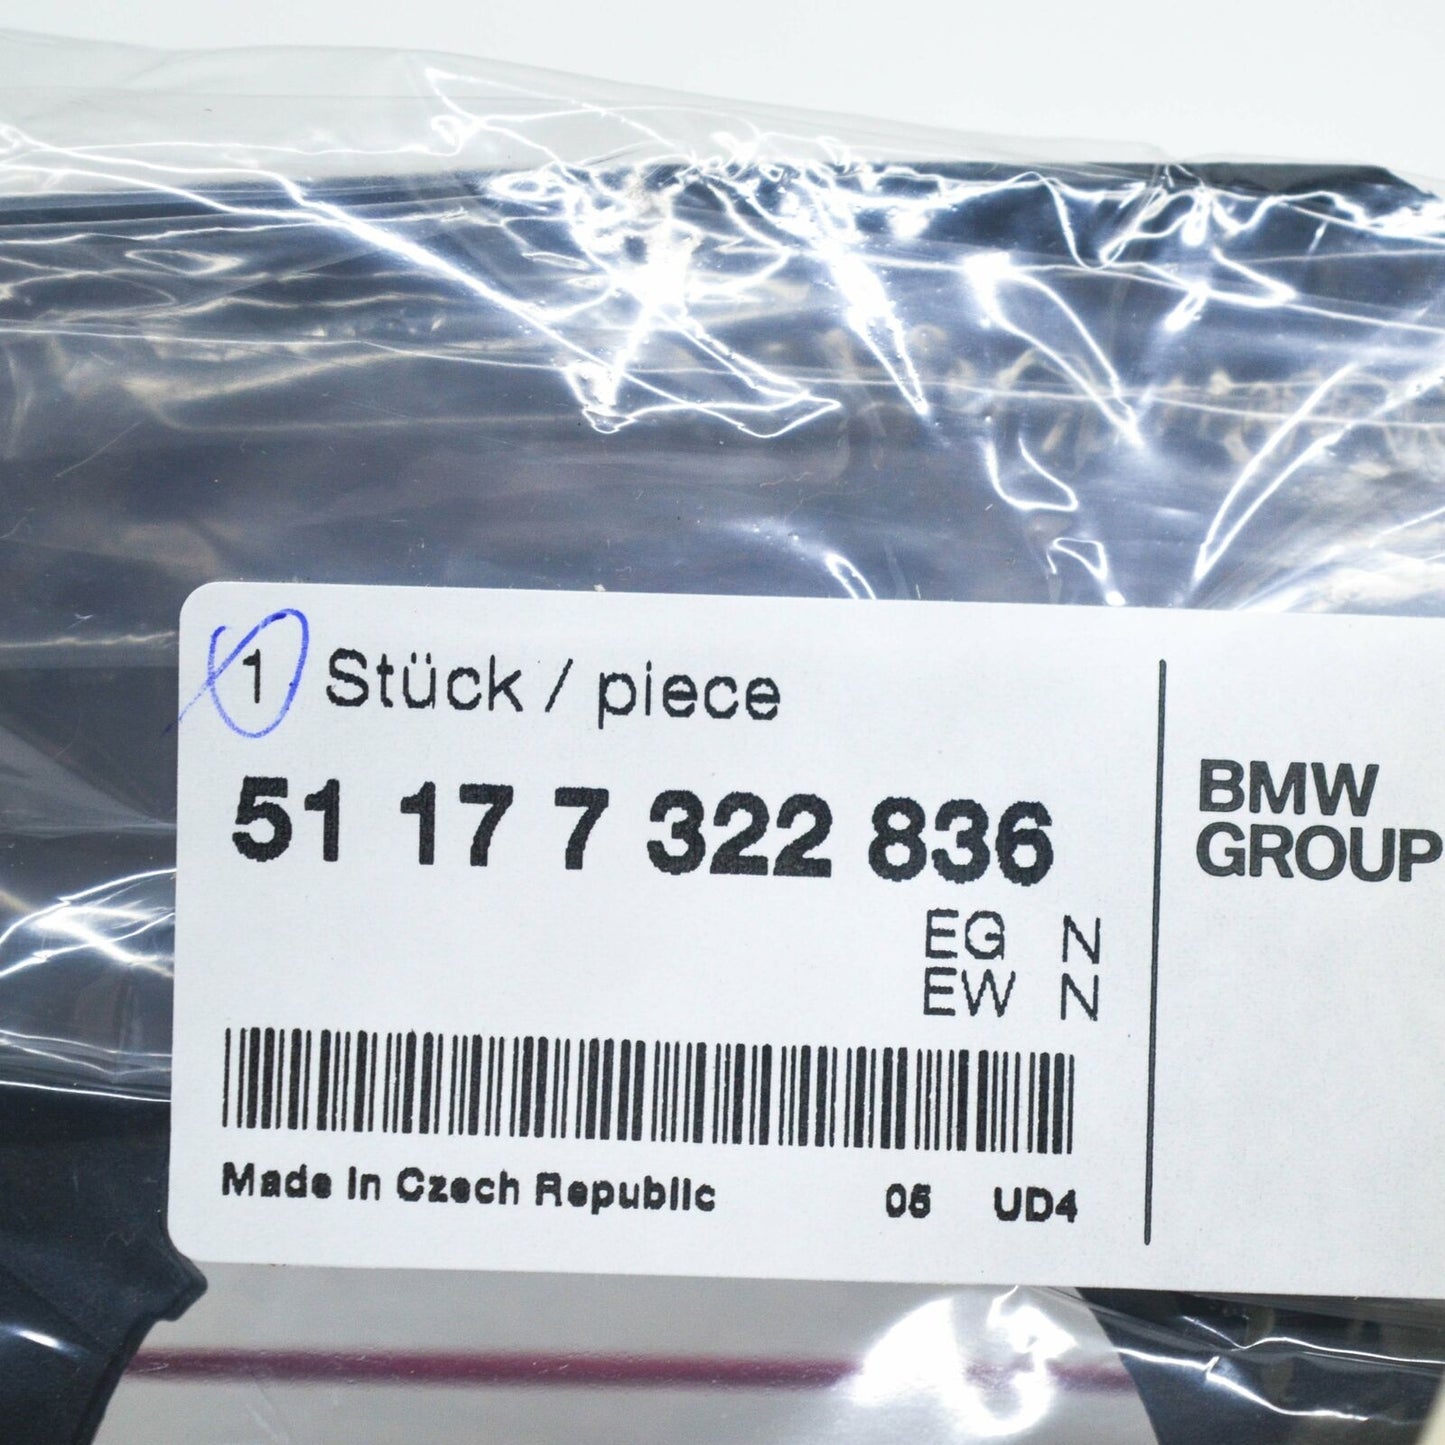 1 Stück / piece
51 17 7 322 836
EG N
EW N
Made in Czech Republic 05 UD4
BMW
GROUP